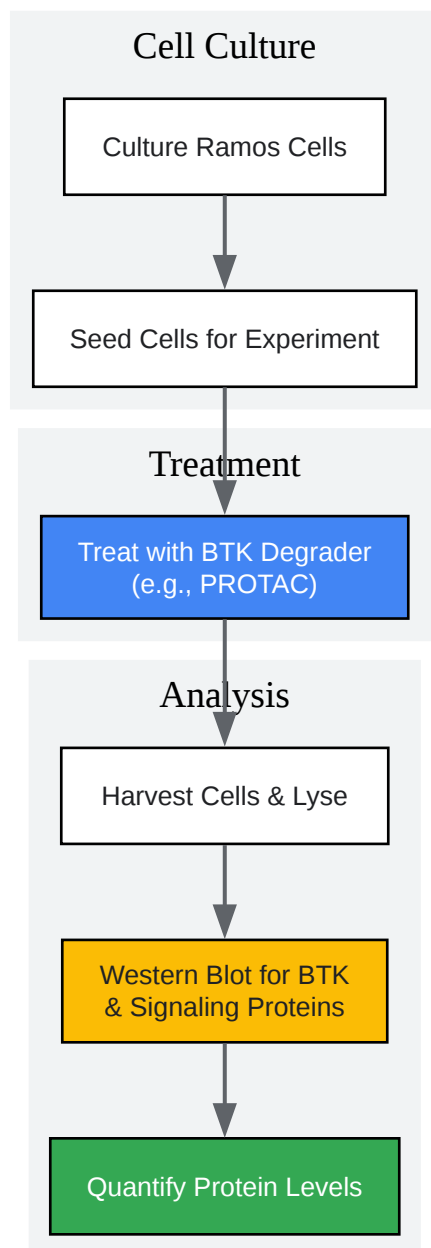 Cell Culture
Culture Ramos Cells
Seed Cells for Experiment
Treatment
Treat with BTK Degrader
(e.g., PROTAC)
Analysis
Harvest Cells & Lyse
Western Blot for BTK
& Signaling Proteins
Quantify Protein Levels